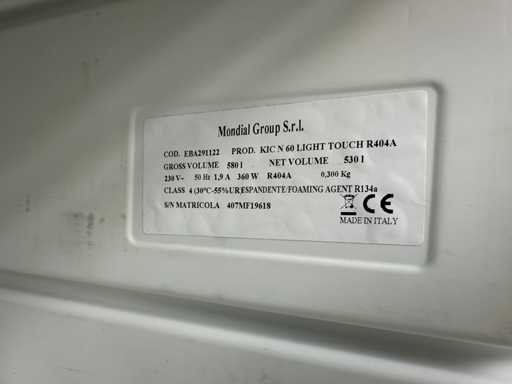 Mondial Group S.r.l.
COD. EBA291122 PROD. KIC N 60 LIGHT TOUCH R404A
GROSS VOLUME 580 l NET VOLUME 530 l
230 V~ 50 Hz 1,9 A 360 W R404A 0,300 Kg
CLASS 4 (30°C-55%UR ESPANDENTE/FOAMING AGENT R134a
S/N MATRICOLA 407MF19618
CE
MADE IN ITALY